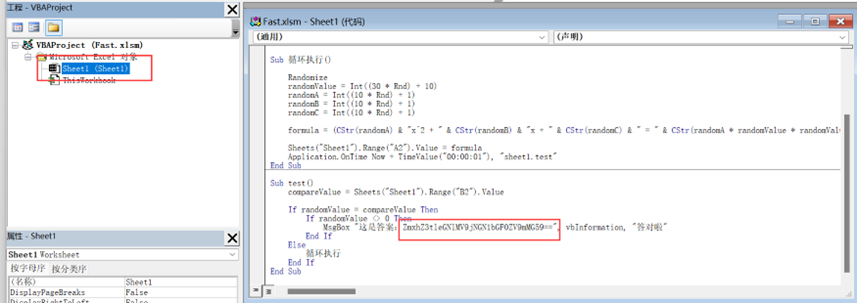 工程 - VBAProject
VBAProject (Fast.xlsm)
Microsoft Excel 对象
Sheet1 (Sheet1)
ThisWorkbook
属性 - Sheet1
Sheet1 Worksheet
按字母序 按分类序
(名称) Sheet1
DisplayPageBreaks False
DisplayRightToLeft False
Fast.xlsm - Sheet1 (代码)
(通用) (声明)
Sub 循环执行()
Randomize
randomValue = Int((30 * Rnd) + 10)
randomA = Int((10 * Rnd) + 1)
randomB = Int((10 * Rnd) + 1)
randomC = Int((10 * Rnd) + 1)
formula = (CStr(randomA) & "x^2 + " & CStr(randomB) & "x + " & CStr(randomC) & " = " & CStr(randomA * randomValue * randomVal
Sheets("Sheet1").Range("A2").Value = formula
Application.OnTime Now + TimeValue("00:00:01"), "sheet1.test"
End Sub
Sub test()
compareValue = Sheets("Sheet1").Range("B2").Value
If randomValue = compareValue Then
If randomValue <> 0 Then
MsgBox "这是答案: ZmxhZ3tleGNlMV9jNGN1bGF0ZV9mMG59==", vbInformation, "答对啦"
End If
Else
循环执行
End If
End Sub